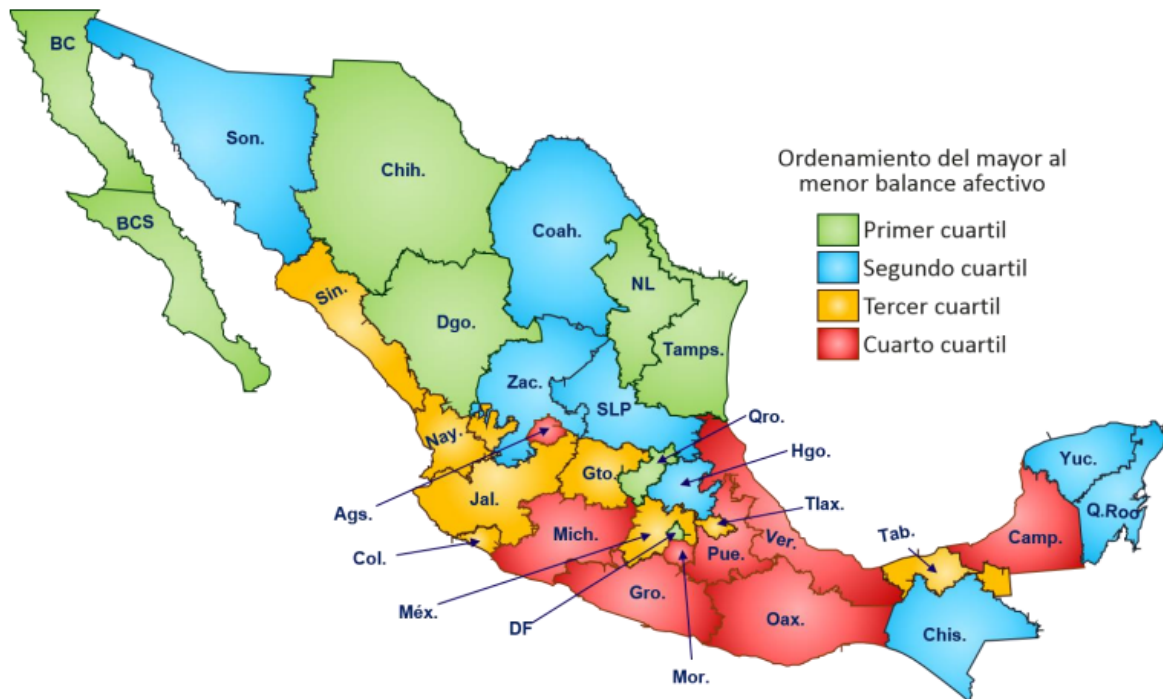 BC
Son.
Chih.
BCS
Coah.
Sin.
NL
Dgo.
Tamps.
Ordenamiento del mayor al
menor balance afectivo
Primer cuartil
Segundo cuartil
Tercer cuartil
Cuarto cuartil
Zac.
SLP
Qro.
Nay.
Hgo.
Gto.
Jal.
Ags.
Tlax.
Yuc.
Q.Roo
Col.
Mich.
Pue.
Ver.
Tab.
Camp.
Méx.
DF
Gro.
Oax.
Chis.
Mor.